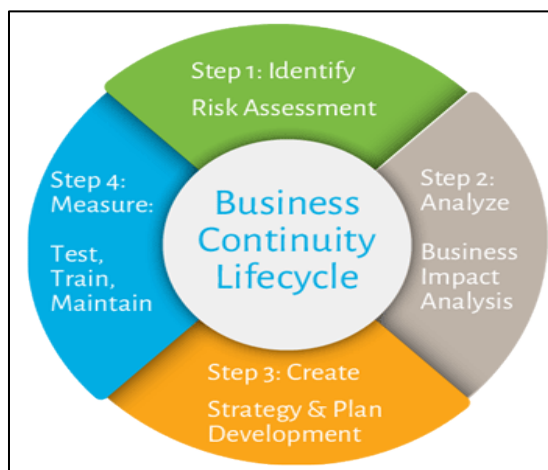 Step 1: Identify
Risk Assessment
Step 2:
Analyze
Business
Impact
Analysis
Step 3: Create
Strategy & Plan
Development
Step 4:
Measure:
Test,
Train,
Maintain
Business
Continuity
Lifecycle